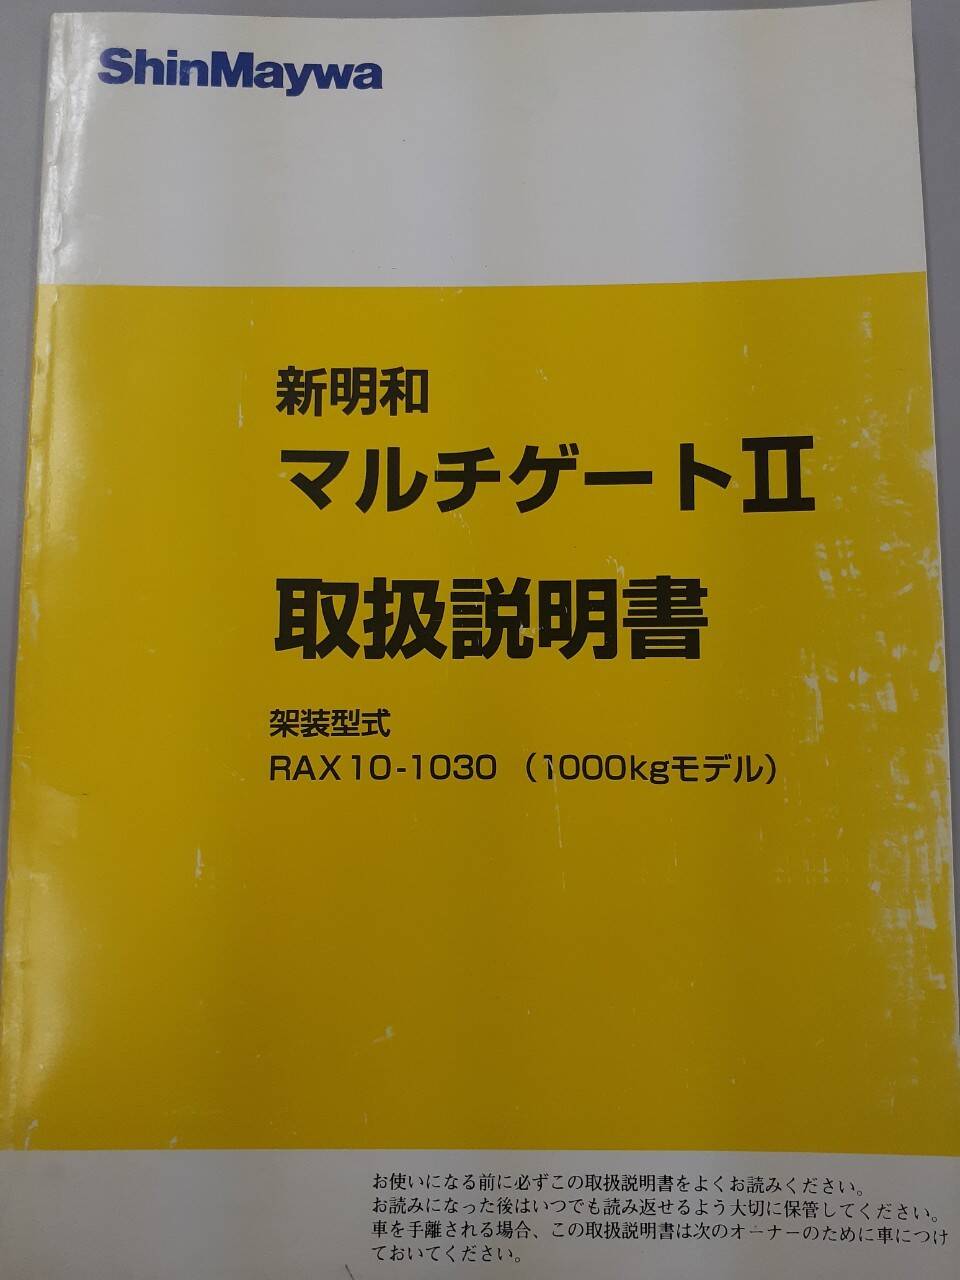 ShinMaywa
新明和
マルチゲートⅡ
取扱説明書
架装型式
RAX10-1030（1000kgモデル）
お使いになる前に必ずこの取扱説明書をよくお読みください。
お読みになった後はいつでも読み返せるよう大切に保管してください。
車を手離される場合、この取扱説明書は次のオーナーのために車につけ
ておいてください。